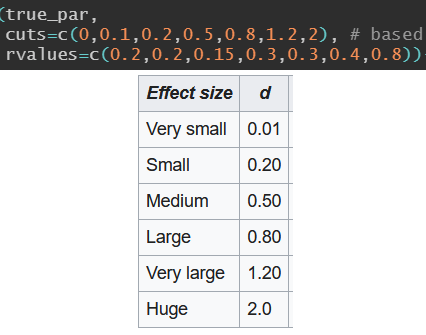 (true_par,
cuts=c(0,0.1,0.2,0.5,0.8,1.2,2), # based
rvalues=c(0.2,0.2,0.15,0.3,0.3,0.4,0.8))
Effect size d
Very small 0.01
Small 0.20
Medium 0.50
Large 0.80
Very large 1.20
Huge 2.0